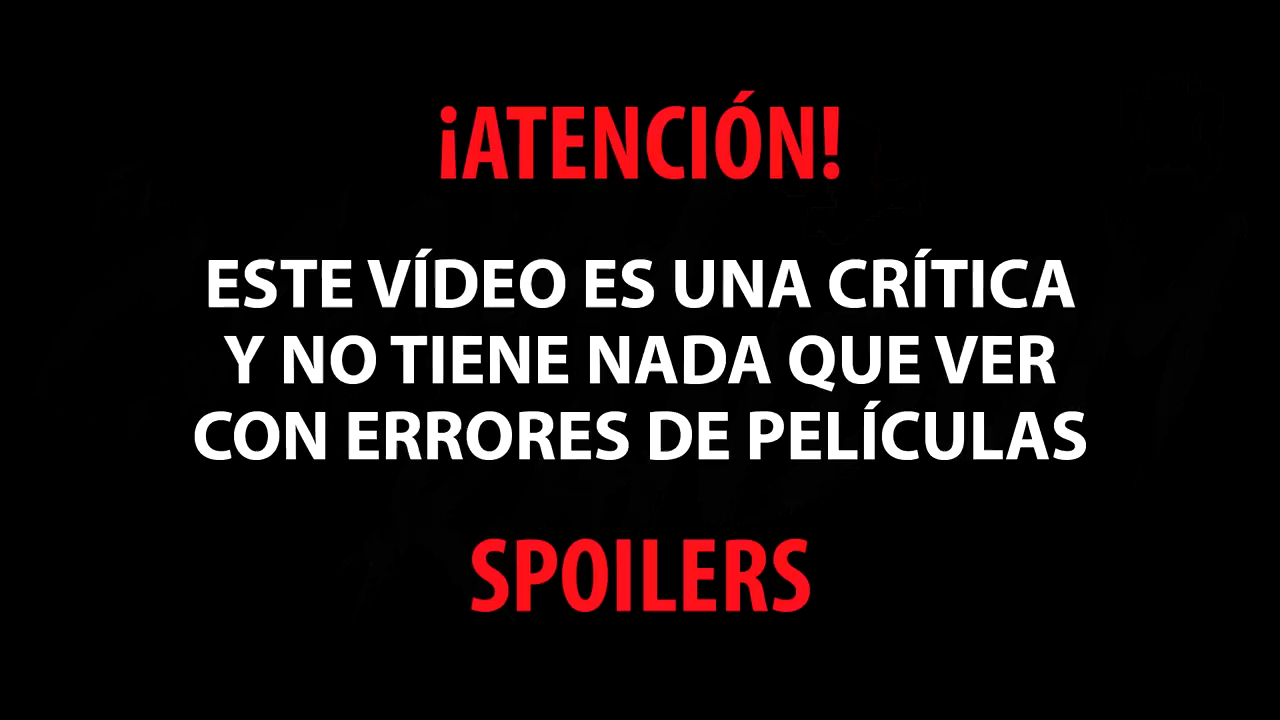 ¡ATENCIÓN!
ESTE VÍDEO ES UNA CRÍTICA
Y NO TIENE NADA QUE VER
CON ERRORES DE PELÍCULAS
SPOILERS